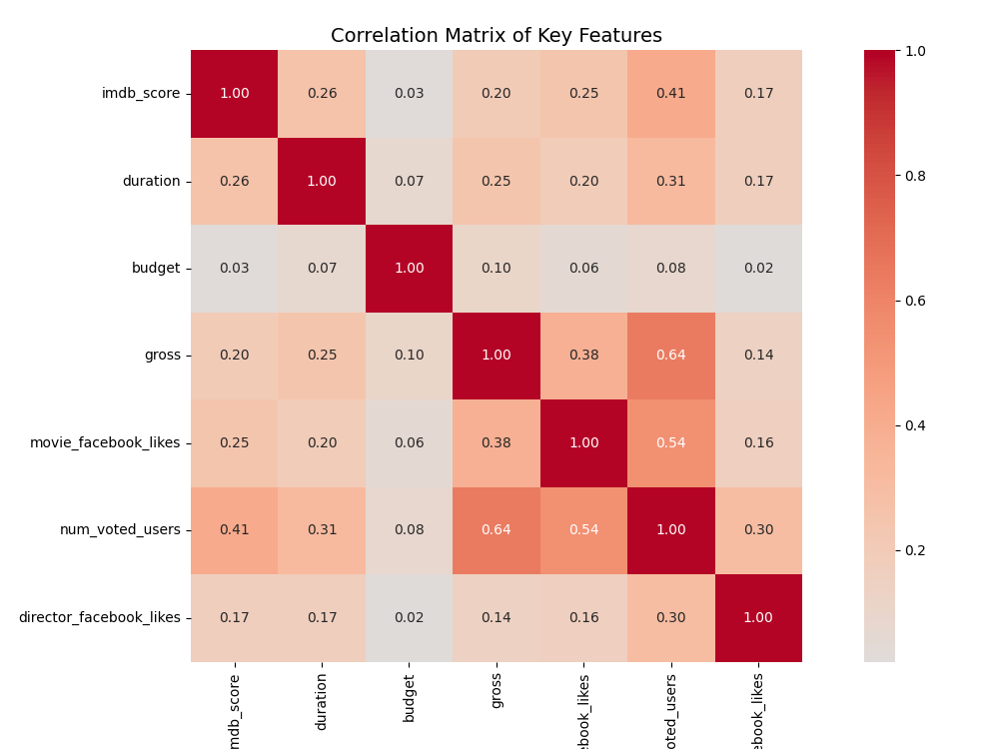 Correlation Matrix of Key Features
imdb_score 1.00 0.26 0.03 0.20 0.25 0.41 0.17
duration 0.26 1.00 0.07 0.25 0.20 0.31 0.17
budget 0.03 0.07 1.00 0.10 0.06 0.08 0.02
gross 0.20 0.25 0.10 1.00 0.38 0.64 0.14
movie_facebook_likes 0.25 0.20 0.06 0.38 1.00 0.54 0.16
num_voted_users 0.41 0.31 0.08 0.64 0.54 1.00 0.30
director_facebook_likes 0.17 0.17 0.02 0.14 0.16 0.30 1.00
mdb_score
duration
budget
gross
ebook_likes
oted_users
ebook_likes
1.0
0.8
0.6
0.4
0.2